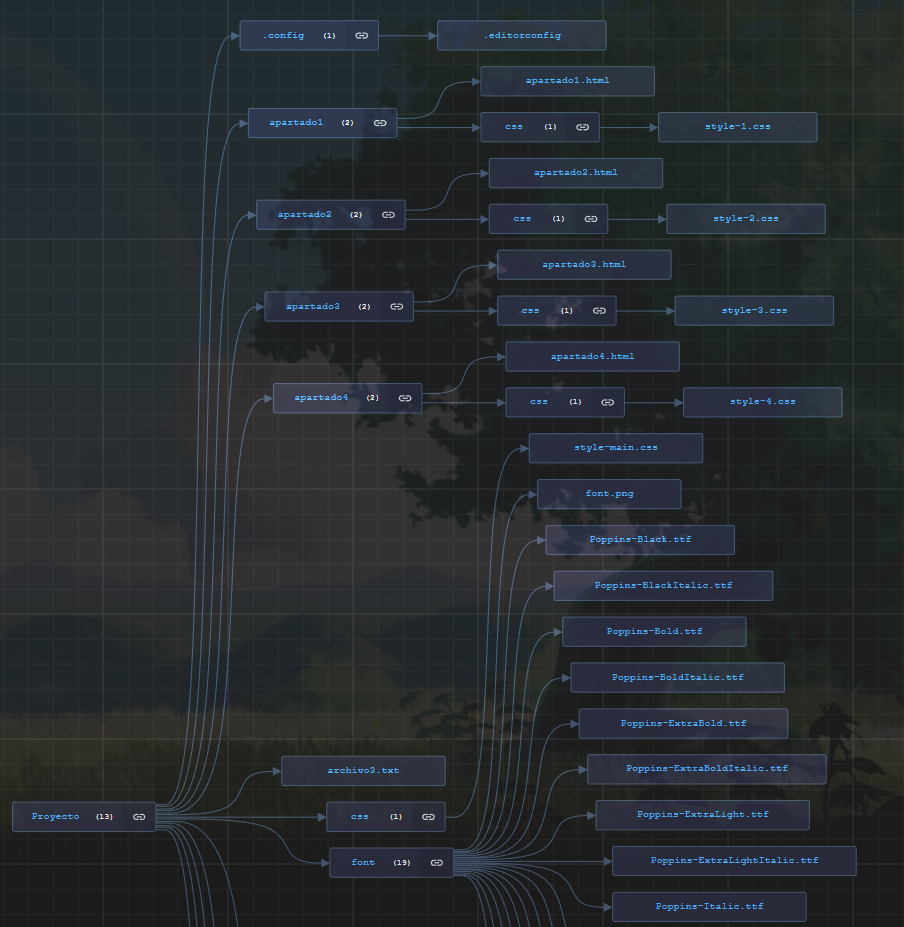 .config (1)
.editorconfig
apartado1.html
apartado1 (2)
css (1)
style-1.css
apartado2.html
apartado2 (2)
css (1)
style-2.css
apartado3.html
apartado3 (2)
css (1)
style-3.css
apartado4.html
apartado4 (2)
css (1)
style-4.css
style-main.css
font.png
Poppins-Black.ttf
Poppins-BlackItalic.ttf
Poppins-Bold.ttf
Poppins-BoldItalic.ttf
Poppins-ExtraBold.ttf
archivo3.txt
Poppins-ExtraBoldItalic.ttf
Proyecto (13)
css (1)
Poppins-ExtraLight.ttf
font (19)
Poppins-ExtraLightItalic.ttf
Poppins-Italic.ttf